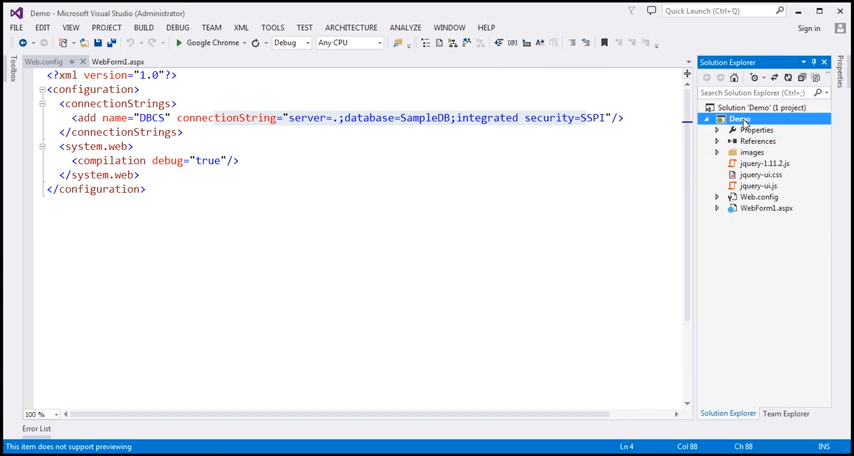 Demo - Microsoft Visual Studio (Administrator)
Quick Launch (Ctrl+Q)
FILE EDIT VIEW PROJECT BUILD DEBUG TEAM XML TOOLS TEST ARCHITECTURE ANALYZE WINDOW HELP
Sign in
Google Chrome Debug Any CPU
Toolbox
Web.config WebForm1.aspx
<?xml version="1.0"?>
<configuration>
<connectionStrings>
<add name="DBCS" connectionString="server=.;database=SampleDB;integrated security=SSPI"/>
</connectionStrings>
<system.web>
<compilation debug="true"/>
</system.web>
</configuration>
100 %
Error List
Solution Explorer
Search Solution Explorer (Ctrl+;)
Solution 'Demo' (1 project)
Demo
Properties
References
images
jquery-1.11.2.js
jquery-ui.css
jquery-ui.js
Web.config
WebForm1.aspx
Solution Explorer Team Explorer
Properties
This item does not support previewing
Ln 4 Col 88 Ch 88 INS